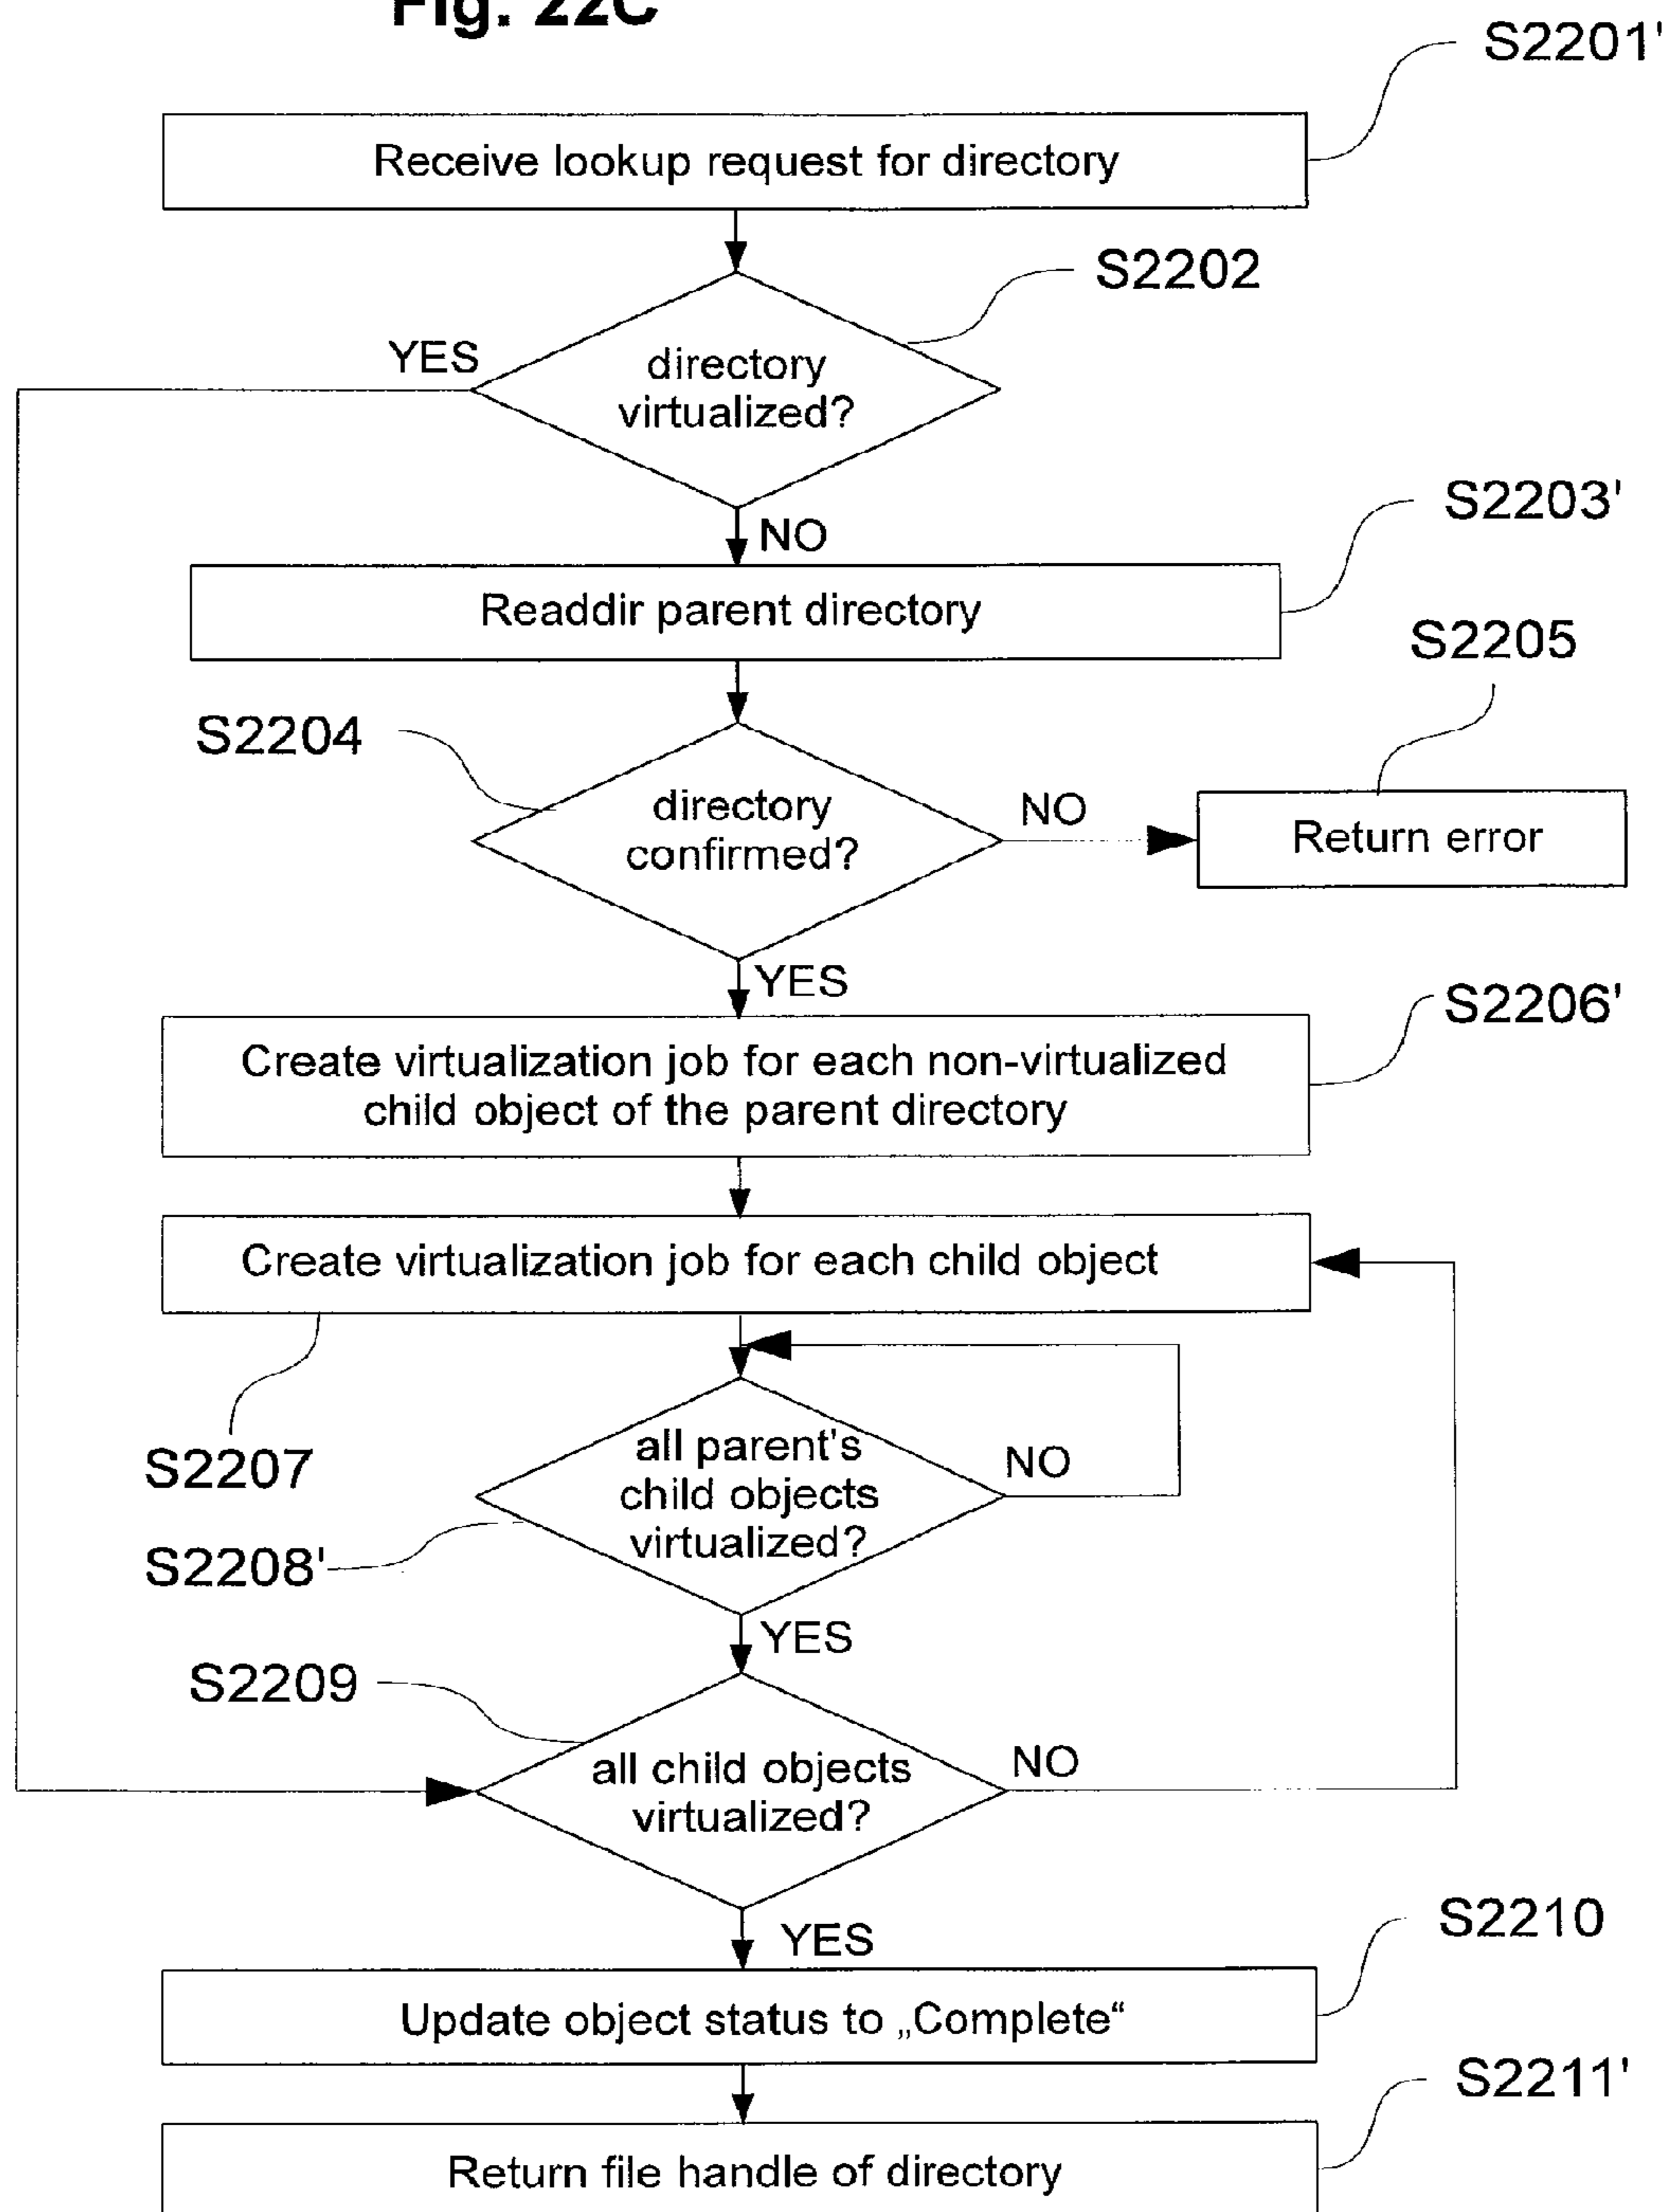 Fig. 22C
S2201'
Receive lookup request for directory
S2202
YES
directory
virtualized?
NO
S2203'
Readdir parent directory
S2205
S2204
directory
confirmed?
NO
Return error
YES
S2206'
Create virtualization job for each non-virtualized
child object of the parent directory
Create virtualization job for each child object
S2207
all parent's
child objects
virtualized?
NO
S2208'
YES
S2209
all child objects
virtualized?
NO
YES
S2210
Update object status to „Complete“
S2211'
Return file handle of directory